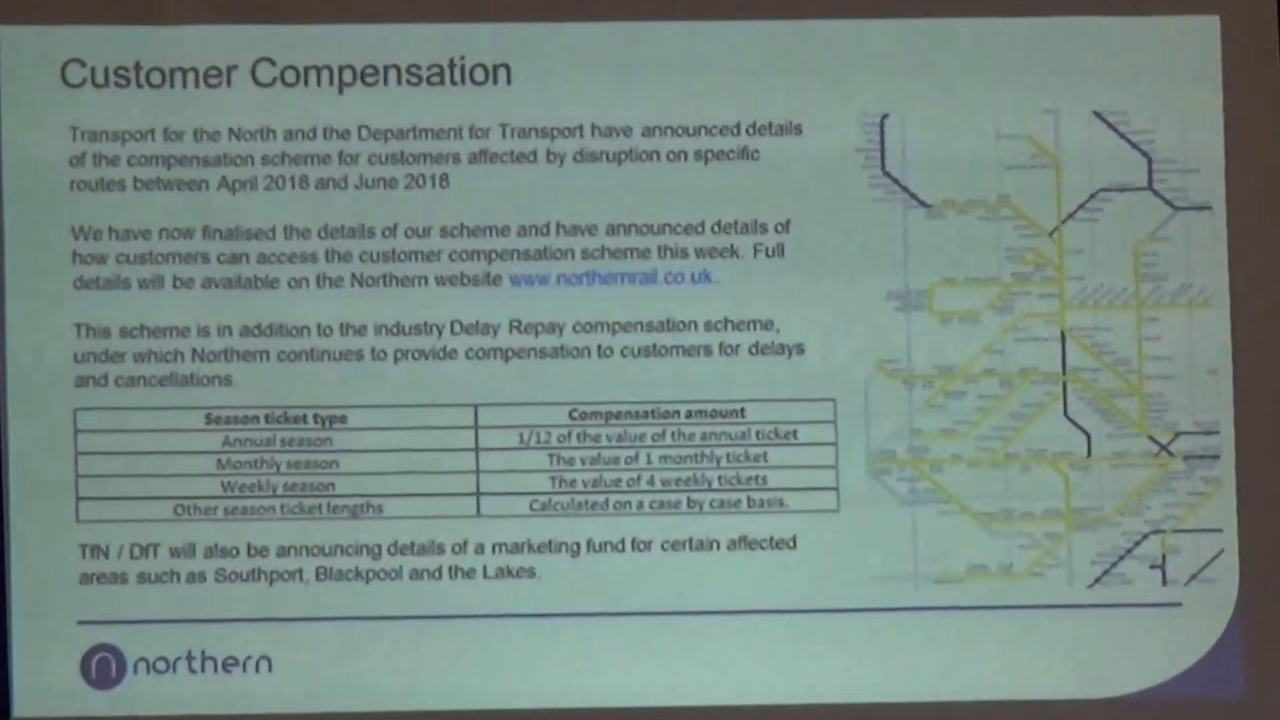 Customer Compensation
Transport for the North and the Department for Transport have announced details
of the compensation scheme for customers affected by disruption on specific
routes between April 2018 and June 2018
We have now finalised the details of our scheme and have announced details of
how customers can access the customer compensation scheme this week. Full
details will be available on the Northern website www.northernrail.co.uk.
This scheme is in addition to the industry Delay Repay compensation scheme,
under which Northern continues to provide compensation to customers for delays
and cancellations.
Season ticket type Compensation amount
Annual season 1/12 of the value of the annual ticket
Monthly season The value of 1 monthly ticket
Weekly season The value of 4 weekly tickets
Other season ticket lengths Calculated on a case by case basis.
TfN / DfT will also be announcing details of a marketing fund for certain affected
areas such as Southport, Blackpool and the Lakes.
n northern